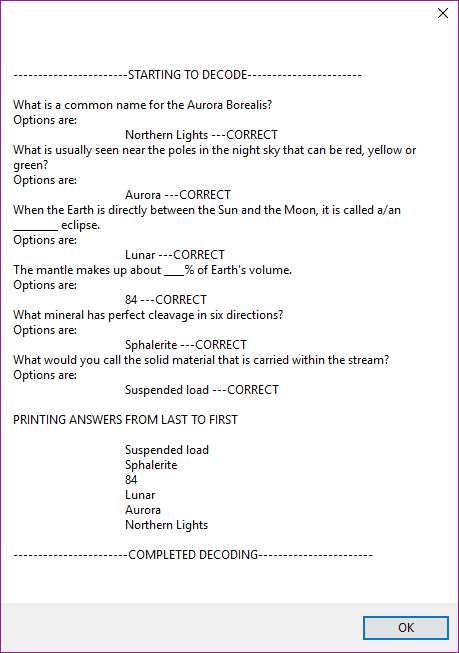 -----------------------STARTING TO DECODE-----------------------
What is a common name for the Aurora Borealis?
Options are:
Northern Lights ---CORRECT
What is usually seen near the poles in the night sky that can be red, yellow or
green?
Options are:
Aurora ---CORRECT
When the Earth is directly between the Sun and the Moon, it is called a/an
_______ eclipse.
Options are:
Lunar ---CORRECT
The mantle makes up about ___% of Earth's volume.
Options are:
84 ---CORRECT
What mineral has perfect cleavage in six directions?
Options are:
Sphalerite ---CORRECT
What would you call the solid material that is carried within the stream?
Options are:
Suspended load ---CORRECT
PRINTING ANSWERS FROM LAST TO FIRST
Suspended load
Sphalerite
84
Lunar
Aurora
Northern Lights
-----------------------COMPLETED DECODING-----------------------
OK